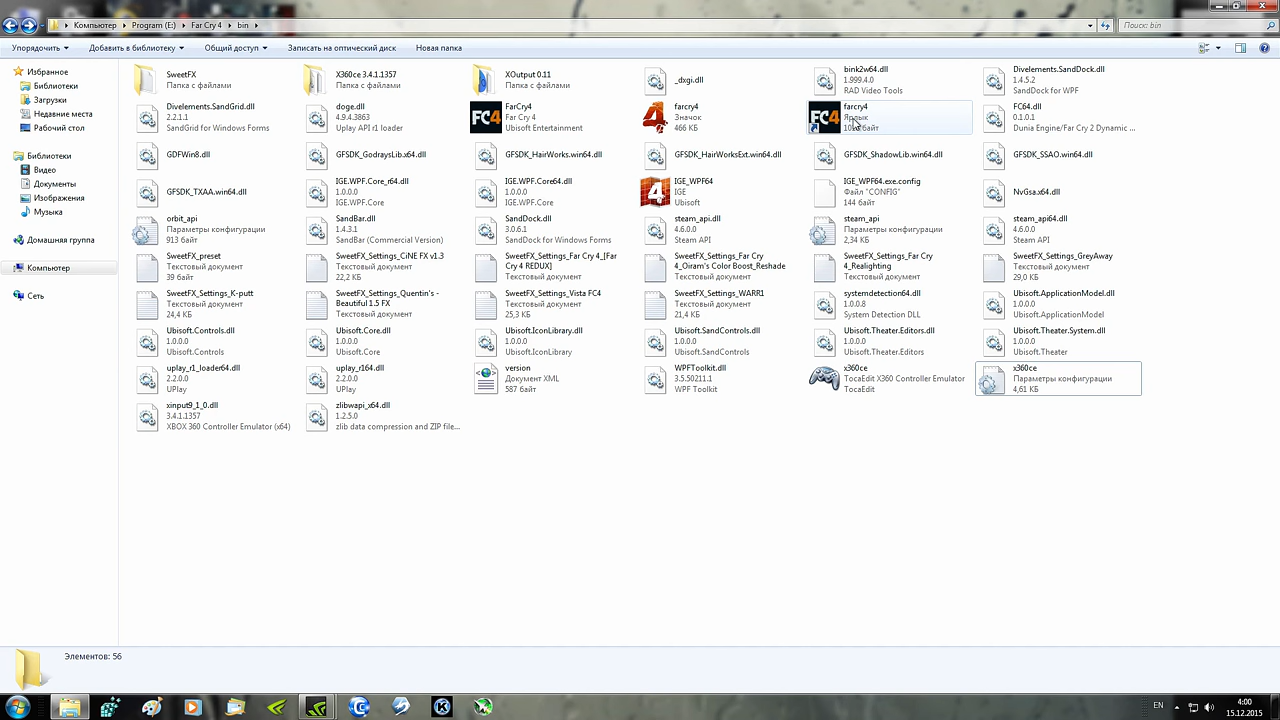 Компьютер ▸ Program (E:) ▸ Far Cry 4 ▸ bin ▸
Поиск: bin
Упорядочить
Добавить в библиотеку
Общий доступ
Записать на оптический диск
Новая папка
Избранное
Библиотеки
Загрузки
Недавние места
Рабочий стол
Библиотеки
Видео
Документы
Изображения
Музыка
Домашняя группа
Компьютер
Сеть
SweetFX
Папка с файлами
X360ce 3.4.1.1357
Папка с файлами
XOutput 0.11
Папка с файлами
_dxgi.dll
bink2w64.dll
1.999.4.0
RAD Video Tools
Divelements.SandDock.dll
1.4.5.2
SandDock for WPF
Divelements.SandGrid.dll
2.2.1.1
SandGrid for Windows Forms
doge.dll
4.9.4.3863
Uplay API r1 loader
FarCry4
Far Cry 4
Ubisoft Entertainment
farcry4
Значок
466 КБ
farcry4
Ярлык
байт
FC64.dll
0.1.0.1
Dunia Engine/Far Cry 2 Dynamic ...
GDFWin8.dll
GFSDK_GodraysLib.x64.dll
GFSDK_HairWorks.win64.dll
GFSDK_HairWorksExt.win64.dll
GFSDK_ShadowLib.win64.dll
GFSDK_SSAO.win64.dll
GFSDK_TXAA.win64.dll
IGE.WPF.Core_r64.dll
1.0.0.0
IGE.WPF.Core
IGE.WPF.Core64.dll
1.0.0.0
IGE.WPF.Core
IGE_WPF64
IGE
Ubisoft
IGE_WPF64.exe.config
Файл "CONFIG"
144 байт
NvGsa.x64.dll
orbit_api
Параметры конфигурации
913 байт
SandBar.dll
1.4.3.1
SandBar (Commercial Version)
SandDock.dll
3.0.6.1
SandDock for Windows Forms
steam_api.dll
4.6.0.0
Steam API
steam_api
Параметры конфигурации
2,34 КБ
steam_api64.dll
4.6.0.0
Steam API
SweetFX_preset
Текстовый документ
39 байт
SweetFX_Settings_CiNE FX v1.3
Текстовый документ
22,2 КБ
SweetFX_Settings_Far Cry 4_[Far
Cry 4 REDUX]
Текстовый документ
SweetFX_Settings_Far Cry
4_Oiram's Color Boost_Reshade
Текстовый документ
SweetFX_Settings_Far Cry
4_Realighting
Текстовый документ
SweetFX_Settings_GreyAway
Текстовый документ
29,0 КБ
SweetFX_Settings_K-putt
Текстовый документ
24,4 КБ
SweetFX_Settings_Quentin's -
Beautiful 1.5 FX
Текстовый документ
SweetFX_Settings_Vista FC4
Текстовый документ
25,3 КБ
SweetFX_Settings_WARR1
Текстовый документ
21,4 КБ
systemdetection64.dll
1.0.0.8
System Detection DLL
Ubisoft.ApplicationModel.dll
1.0.0.0
Ubisoft.ApplicationModel
Ubisoft.Controls.dll
1.0.0.0
Ubisoft.Controls
Ubisoft.Core.dll
1.0.0.0
Ubisoft.Core
Ubisoft.IconLibrary.dll
1.0.0.0
Ubisoft.IconLibrary
Ubisoft.SandControls.dll
1.0.0.0
Ubisoft.SandControls
Ubisoft.Theater.Editors.dll
1.0.0.0
Ubisoft.Theater.Editors
Ubisoft.Theater.System.dll
1.0.0.0
Ubisoft.Theater
uplay_r1_loader64.dll
2.2.0.0
UPlay
uplay_r164.dll
2.2.0.0
UPlay
version
Документ XML
587 байт
WPFToolkit.dll
3.5.50211.1
WPF Toolkit
x360ce
TocaEdit X360 Controller Emulator
TocaEdit
x360ce
Параметры конфигурации
4,61 КБ
xinput9_1_0.dll
3.4.1.1357
XBOX 360 Controller Emulator (x64)
zlibwapi_x64.dll
1.2.5.0
zlib data compression and ZIP file...
Элементов: 56
EN
4:00
15.12.2015